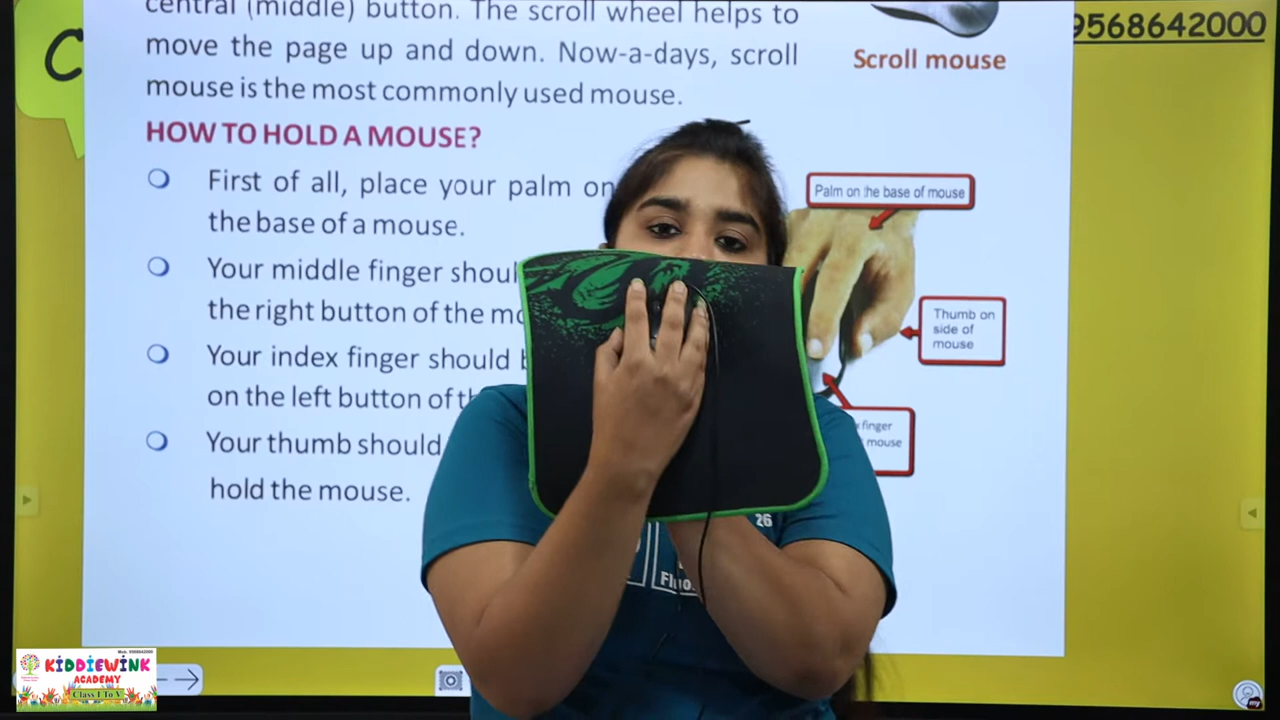 central (middle) button. The scroll wheel helps to
move the page up and down. Now-a-days, scroll
mouse is the most commonly used mouse.
9568642000
Scroll mouse
HOW TO HOLD A MOUSE?
First of all, place your palm on
the base of a mouse.
Your middle finger
the right button of the
Your index finger should
on the left button of
Your thumb should
hold the mouse.
Palm on the base of mouse
Thumb on
side of
mouse
finger
mouse
26
KIDDIEWINK
ACADEMY
Class I To V
my